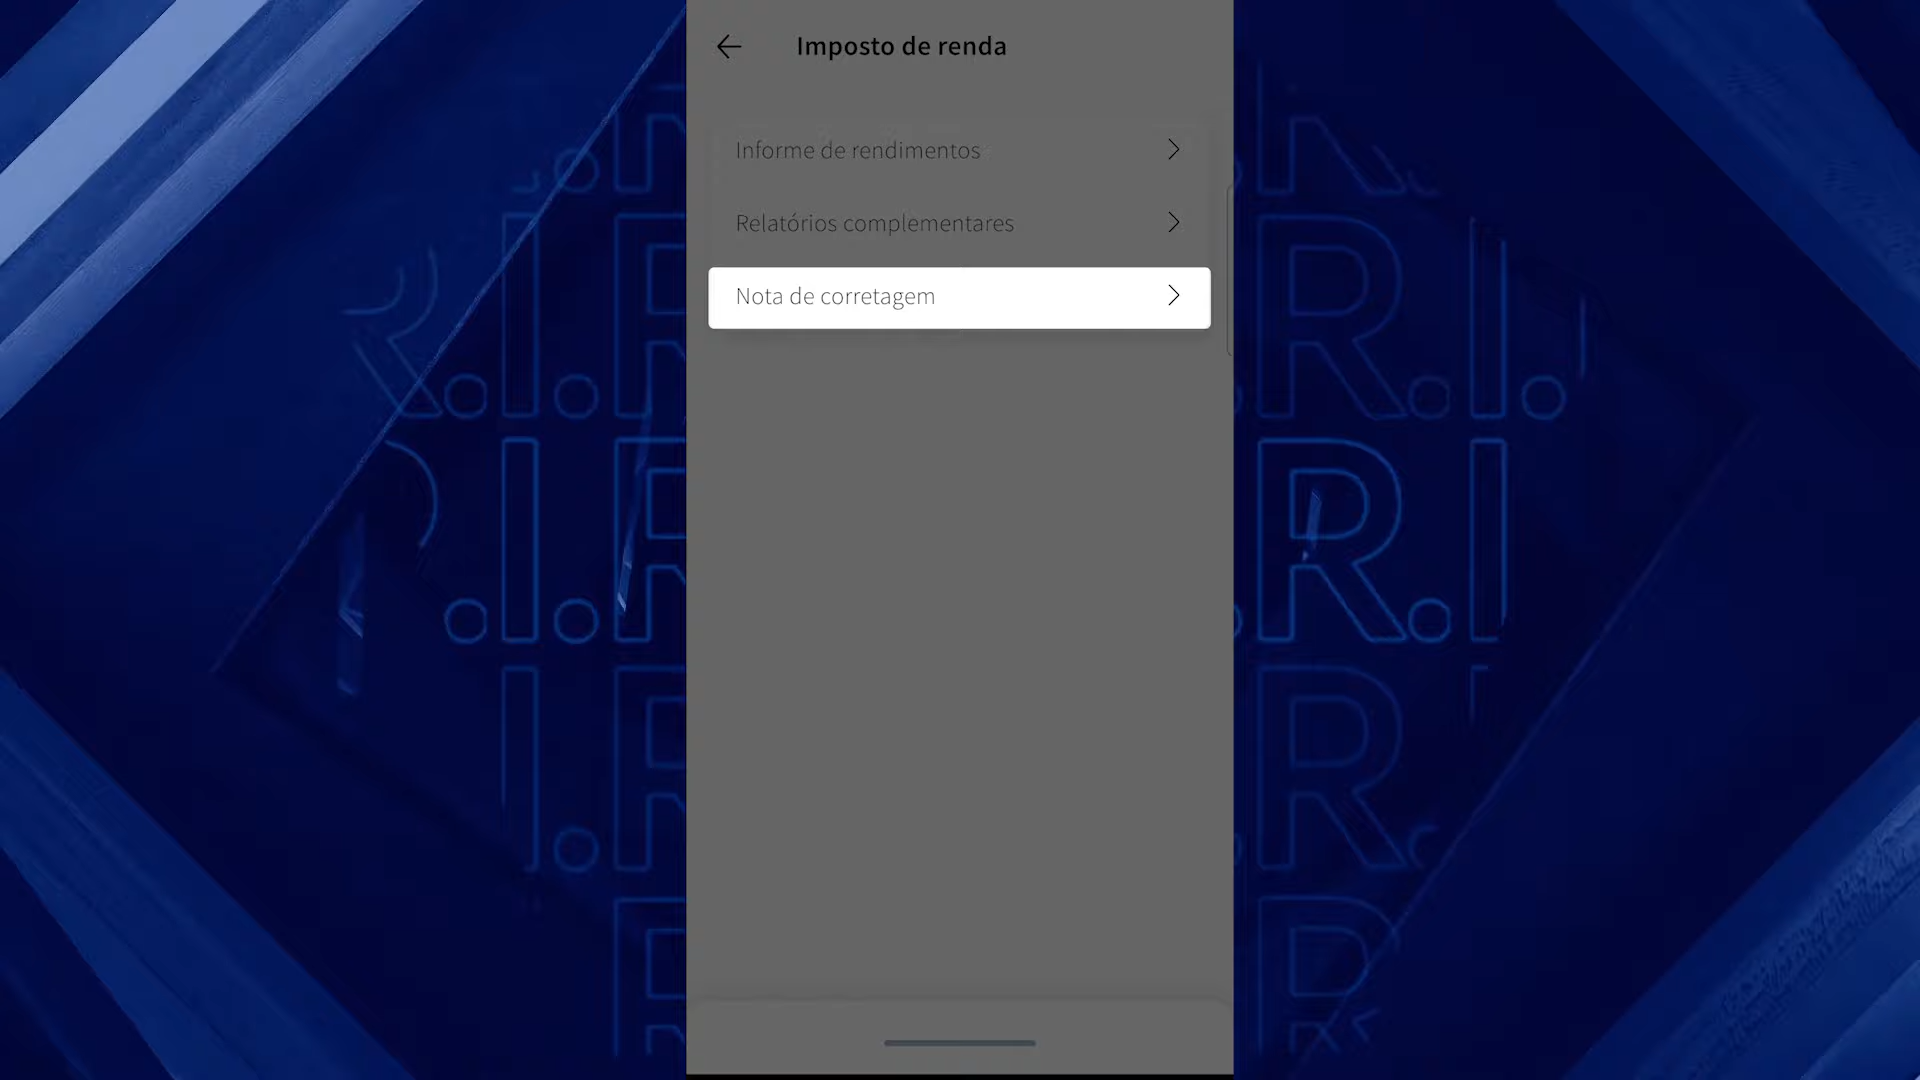 Imposto de renda
Informe de rendimentos
Relatórios complementares
Nota de corretagem